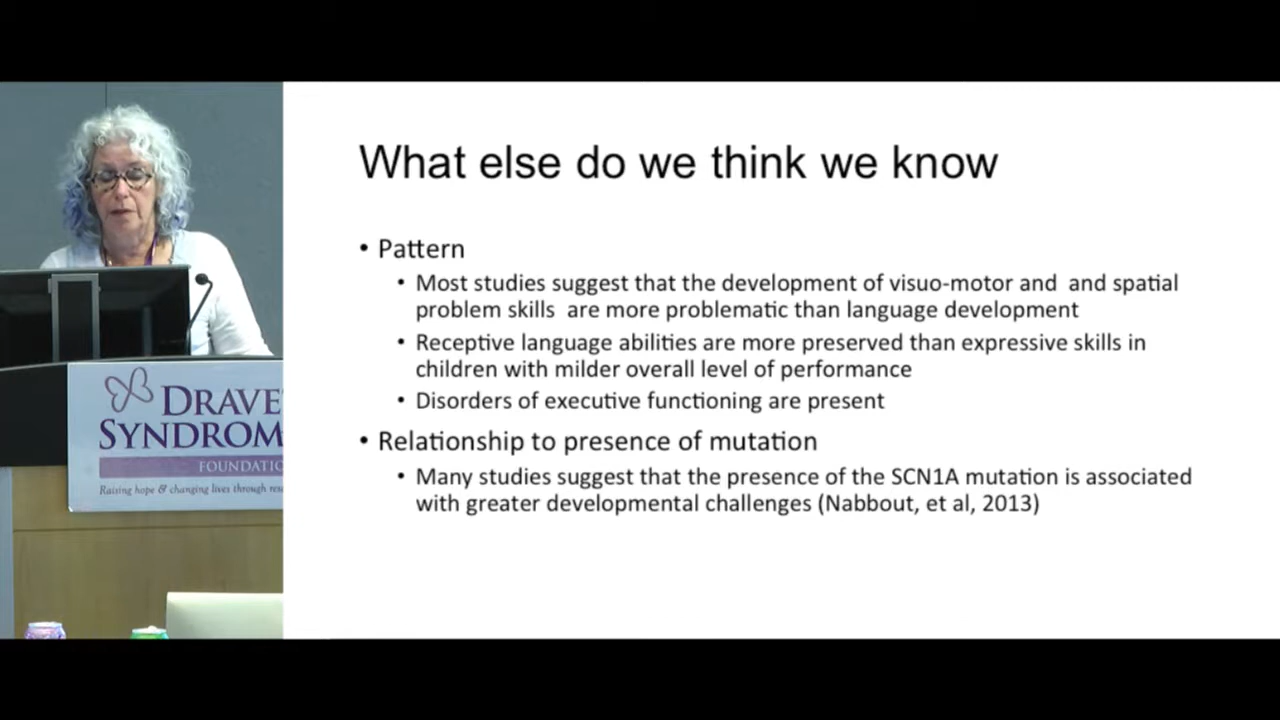 What else do we think we know
• Pattern
• Most studies suggest that the development of visuo-motor and  and spatial
problem skills  are more problematic than language development
• Receptive language abilities are more preserved than expressive skills in
children with milder overall level of performance
• Disorders of executive functioning are present
• Relationship to presence of mutation
• Many studies suggest that the presence of the SCN1A mutation is associated
with greater developmental challenges (Nabbout, et al, 2013)
DRAVE
SYNDROM
FOUNDATIO
Raising hope & changing lives through